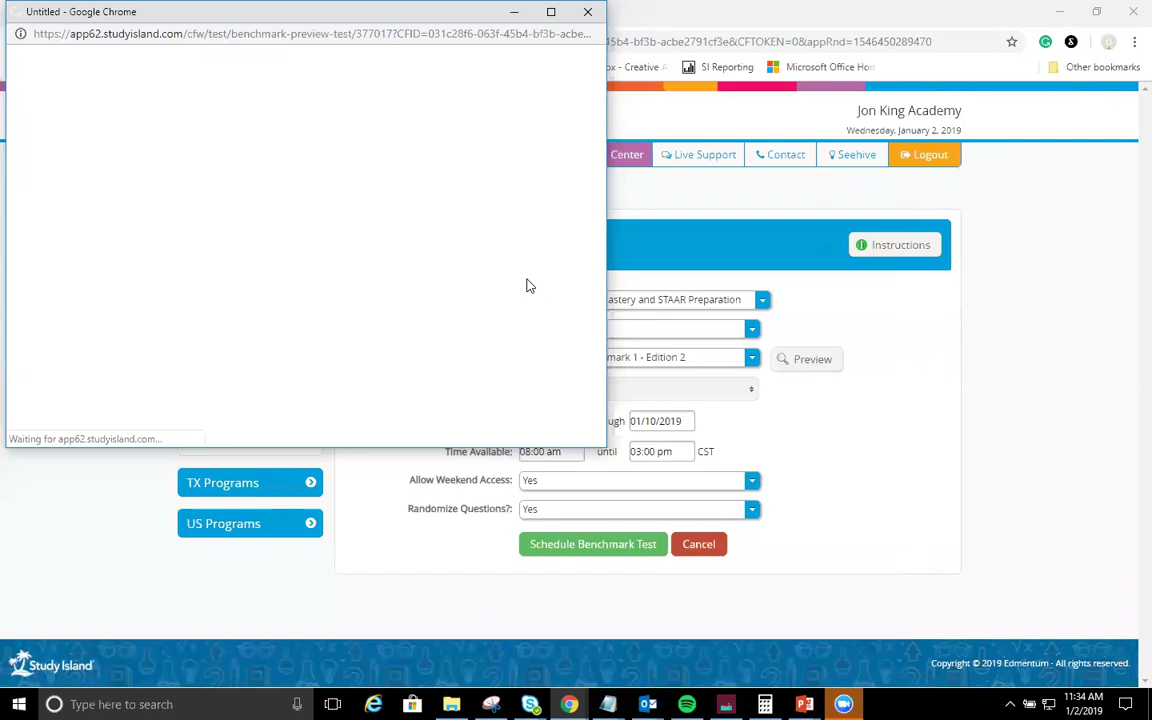 Untitled - Google Chrome
https://app62.studyisland.com/cfw/test/benchmark-preview-test/377017?CFID=031c28f6-063f-45b4-bf3b-acbe...
45b4-bf3b-acbe2791cf3e&CFTOKEN=0&appRnd=1546450289470
ox - Creative
SI Reporting
Microsoft Office Hom
Other bookmarks
Jon King Academy
Wednesday, January 2, 2019
Center
Live Support
Contact
Seehive
Logout
Instructions
astery and STAAR Preparation
mark 1 - Edition 2
Preview
ugh 01/10/2019
Waiting for app62.studyisland.com...
Time Available: 08:00 am until 03:00 pm CST
TX Programs
Allow Weekend Access: Yes
Randomize Questions?: Yes
US Programs
Schedule Benchmark Test
Cancel
Study Island
Copyright © 2019 Edmentum - All rights reserved.
Type here to search
11:34 AM
1/2/2019